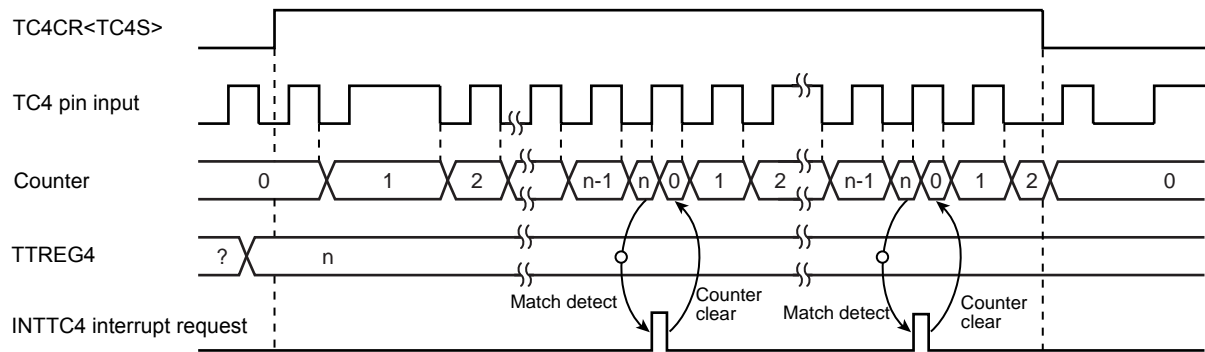 TC4CR<TC4S>
TC4 pin input
Counter
0 1 2 n-1 n 0 1 2 n-1 n 0 1 2 0
TTREG4
? n
Match detect Counter clear Match detect Counter clear
INTTC4 interrupt request